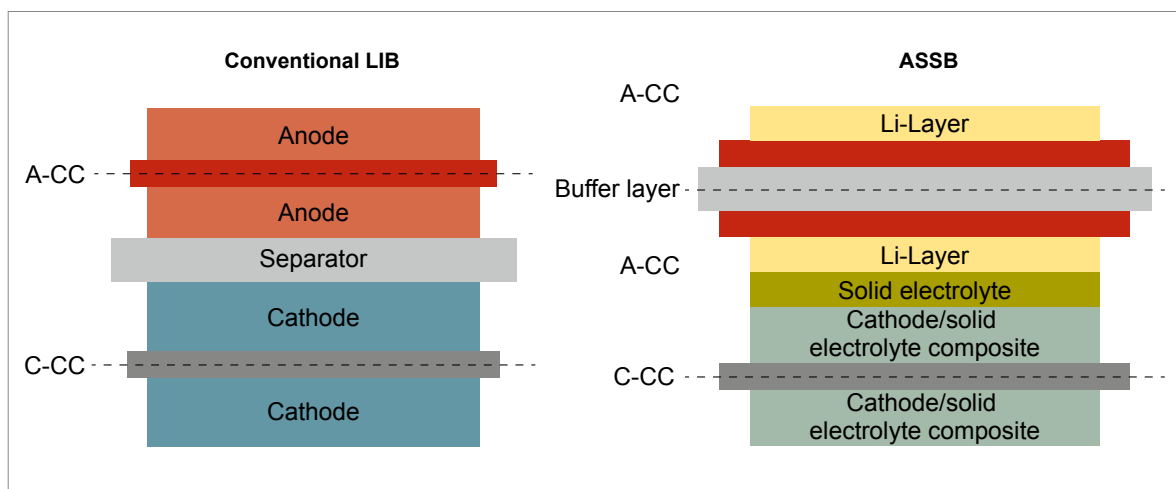 Conventional LIB
Anode
A-CC
Anode
Separator
Cathode
C-CC
Cathode
ASSB
A-CC
Li-Layer
Buffer layer
Li-Layer
A-CC
Solid electrolyte
Cathode/solid
electrolyte composite
C-CC
Cathode/solid
electrolyte composite